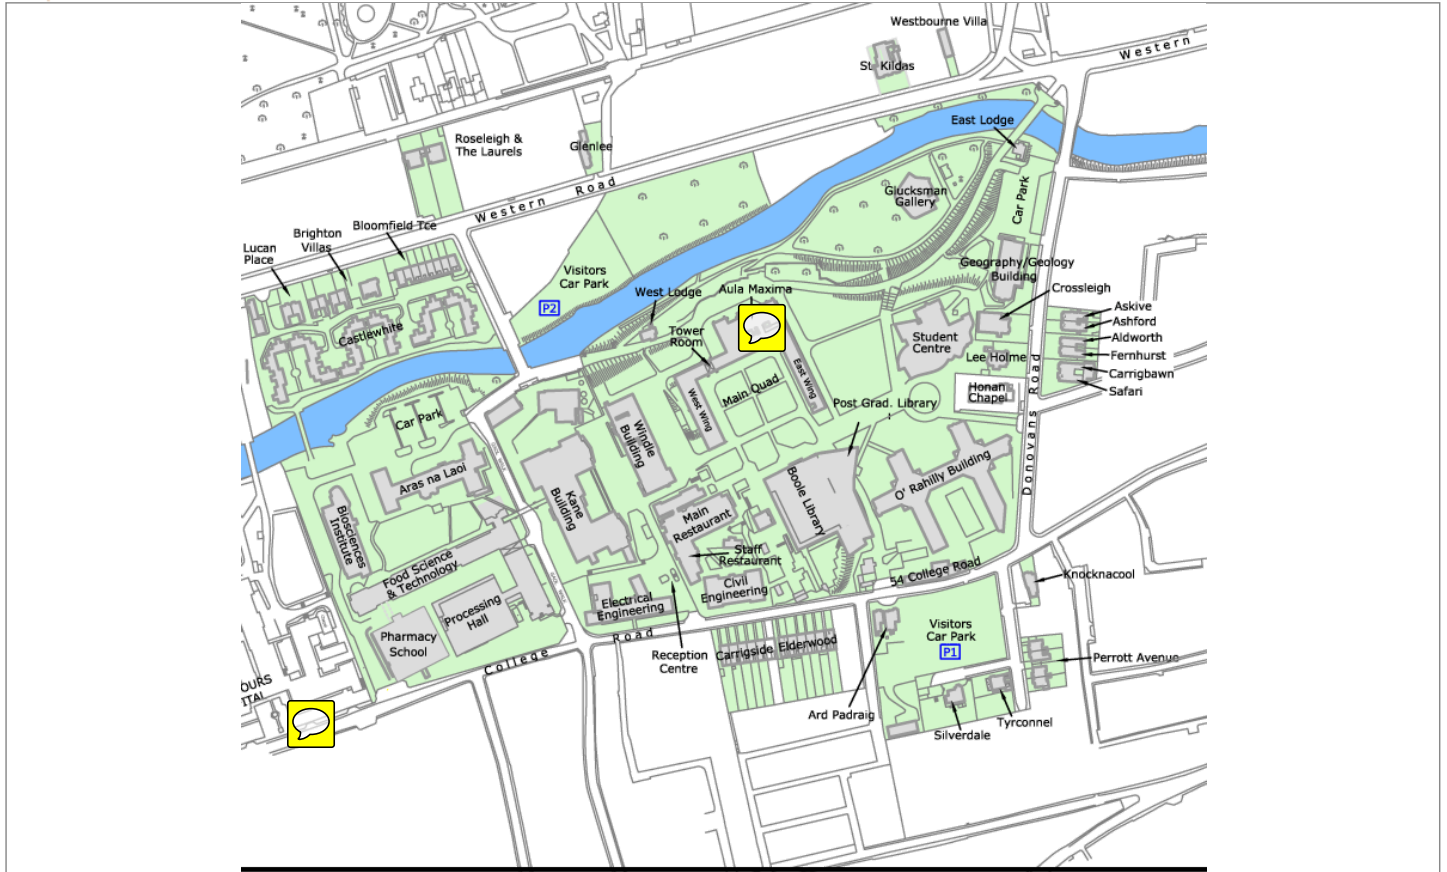 Westbourne Villa
Western
St. Kildas
East Lodge
Roseleigh &
The Laurels
Glenlee
Western Road
Glucksman
Gallery
Car Park
Bloomfield Tce
Brighton
Villas
Lucan
Place
Visitors
Car Park
P2
Geography/Geology
Building
West Lodge
Aula Maxima
Crossleigh
Castlewhite
Tower
Room
Student
Centre
Askive
Ashford
Aldworth
Fernhurst
Carrigbawn
Safari
Lee Holme
Honan
Chapel
East Wing
Main Quad
West Wing
Post Grad. Library
Car Park
Windle
Building
Donovans Road
Aras na Laoi
Kane
Building
Boole Library
O' Rahilly Building
Biosciences
Institute
Main
Restaurant
Staff
Restaurant
Food Science
& Technology
Civil
Engineering
54 College Road
Knocknacool
Processing
Hall
Electrical
Engineering
Pharmacy
School
College Road
Reception
Centre
Carrigside Elderwood
Visitors
Car Park
P1
Perrott Avenue
OURS
ITAL
Ard Padraig
Tyrconnel
Silverdale